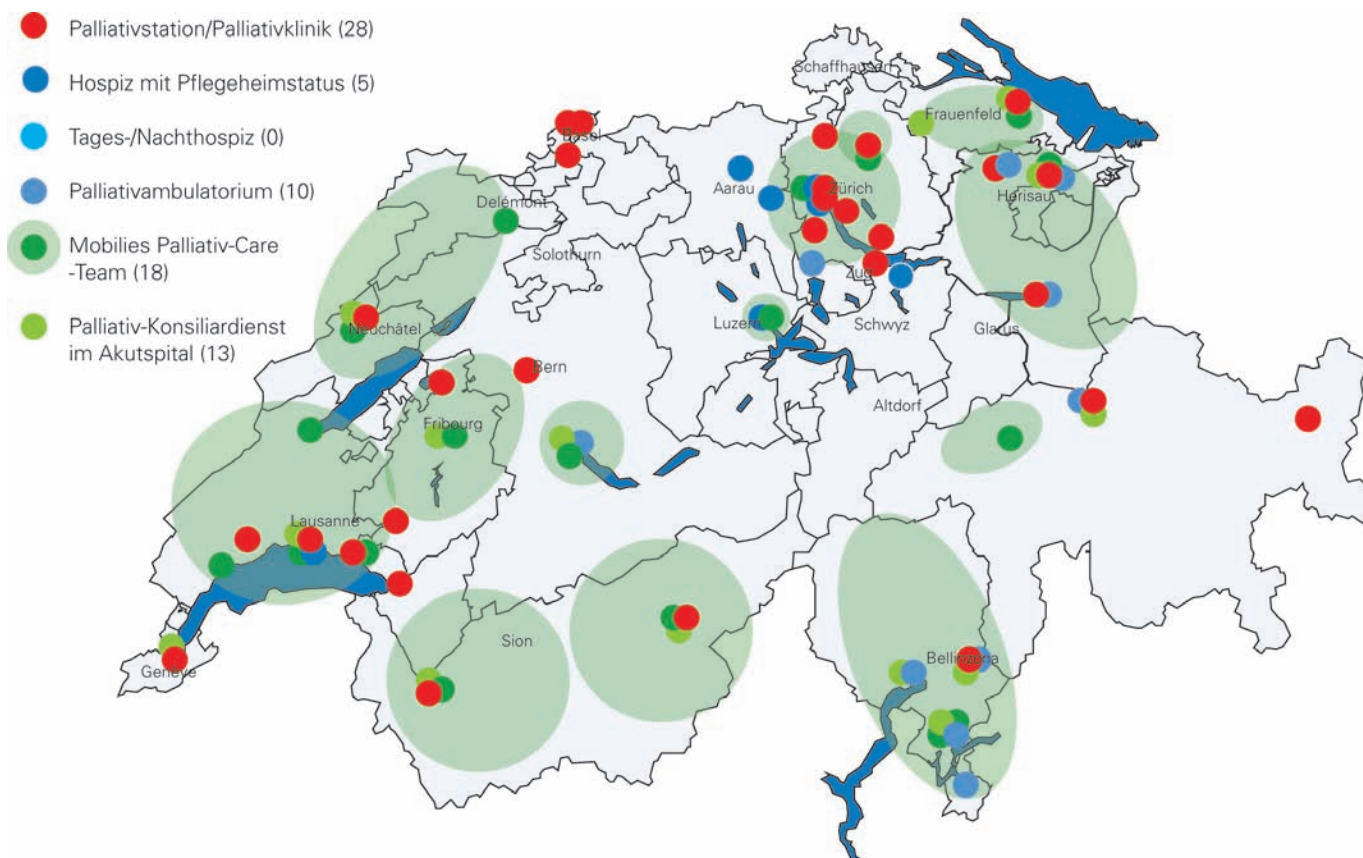 Palliativstation/Palliativklinik (28)
Hospiz mit Pflegeheimstatus (5)
Tages-/Nachthospiz (0)
Palliativambulatorium (10)
Mobilies Palliativ-Care
-Team (18)
Palliativ-Konsiliardienst
im Akutspital (13)
Schaffhausen
Frauenfeld
Basel
Aarau
Zürich
Herisau
Delémont
Solothurn
Zug
Neuchâtel
Luzern
Schwyz
Glarus
Bern
Altdorf
Fribourg
Lausanne
Sion
Bellinzona
Genève